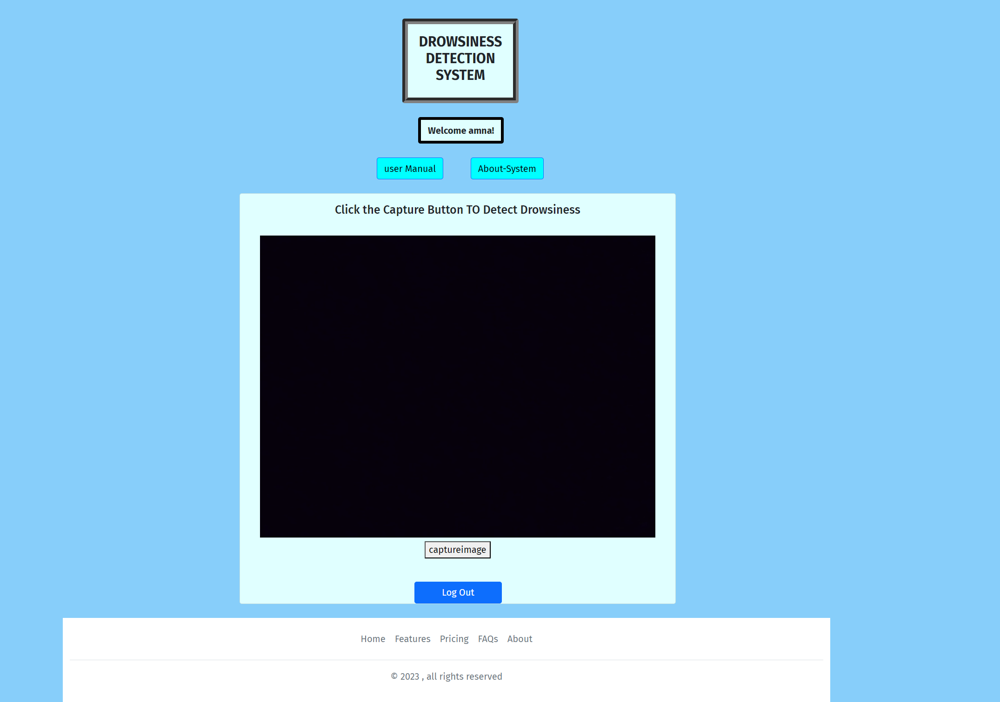 DROWSINESS
DETECTION
SYSTEM
Welcome amna!
user Manual About-System
Click the Capture Button TO Detect Drowsiness
captureimage
Log Out
Home Features Pricing FAQs About
© 2023 , all rights reserved